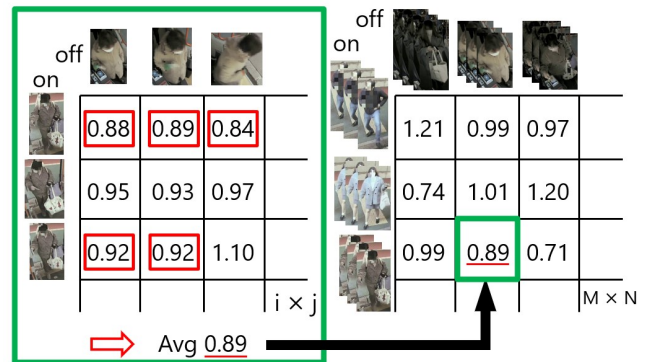 off
on
0.88 0.89 0.84
0.95 0.93 0.97
0.92 0.92 1.10
i × j
Avg 0.89
off
on
1.21 0.99 0.97
0.74 1.01 1.20
0.99 0.89 0.71
M × N